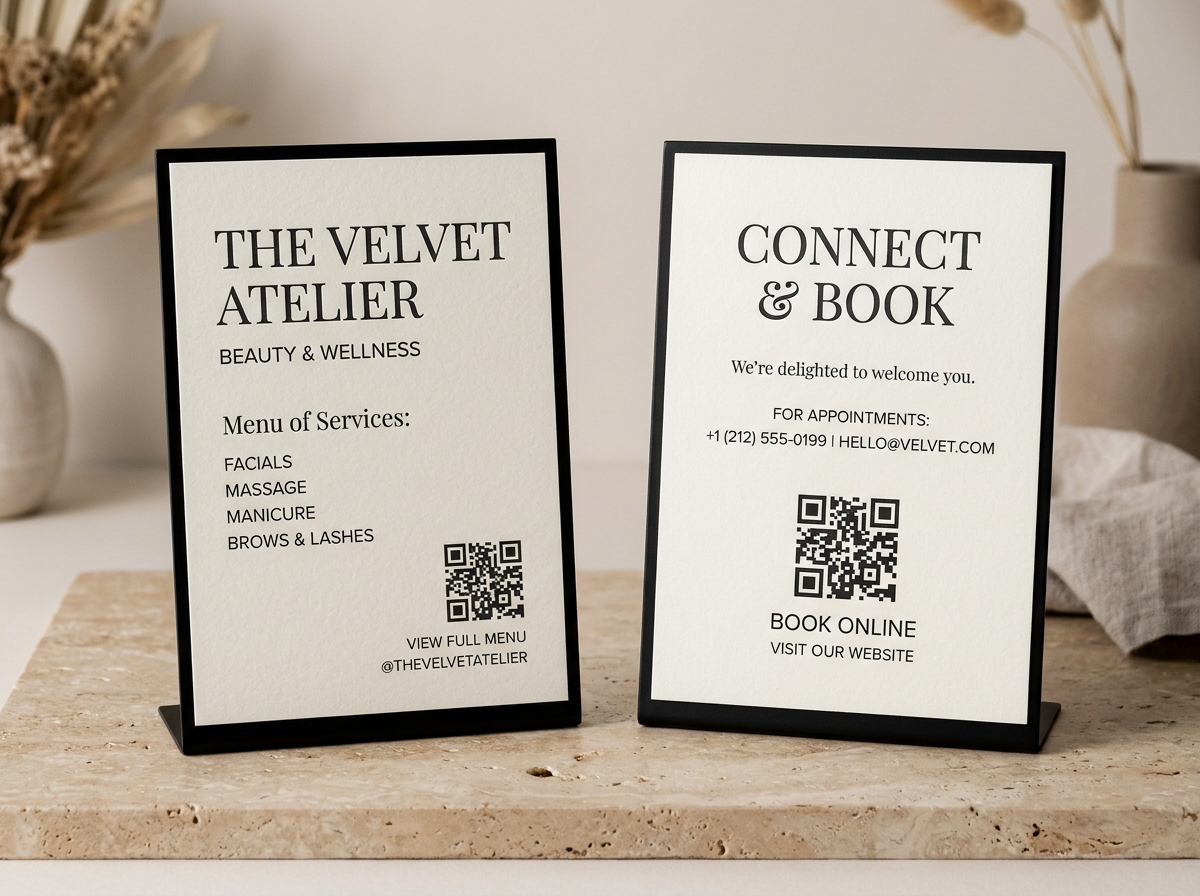 THE VELVET
ATELIER
BEAUTY & WELLNESS
Menu of Services:
FACIALS
MASSAGE
MANICURE
BROWS & LASHES
VIEW FULL MENU
@THEVELVETATELIER
CONNECT
& BOOK
We're delighted to welcome you.
FOR APPOINTMENTS:
+1 (212) 555-0199 | HELLO@VELVET.COM
BOOK ONLINE
VISIT OUR WEBSITE